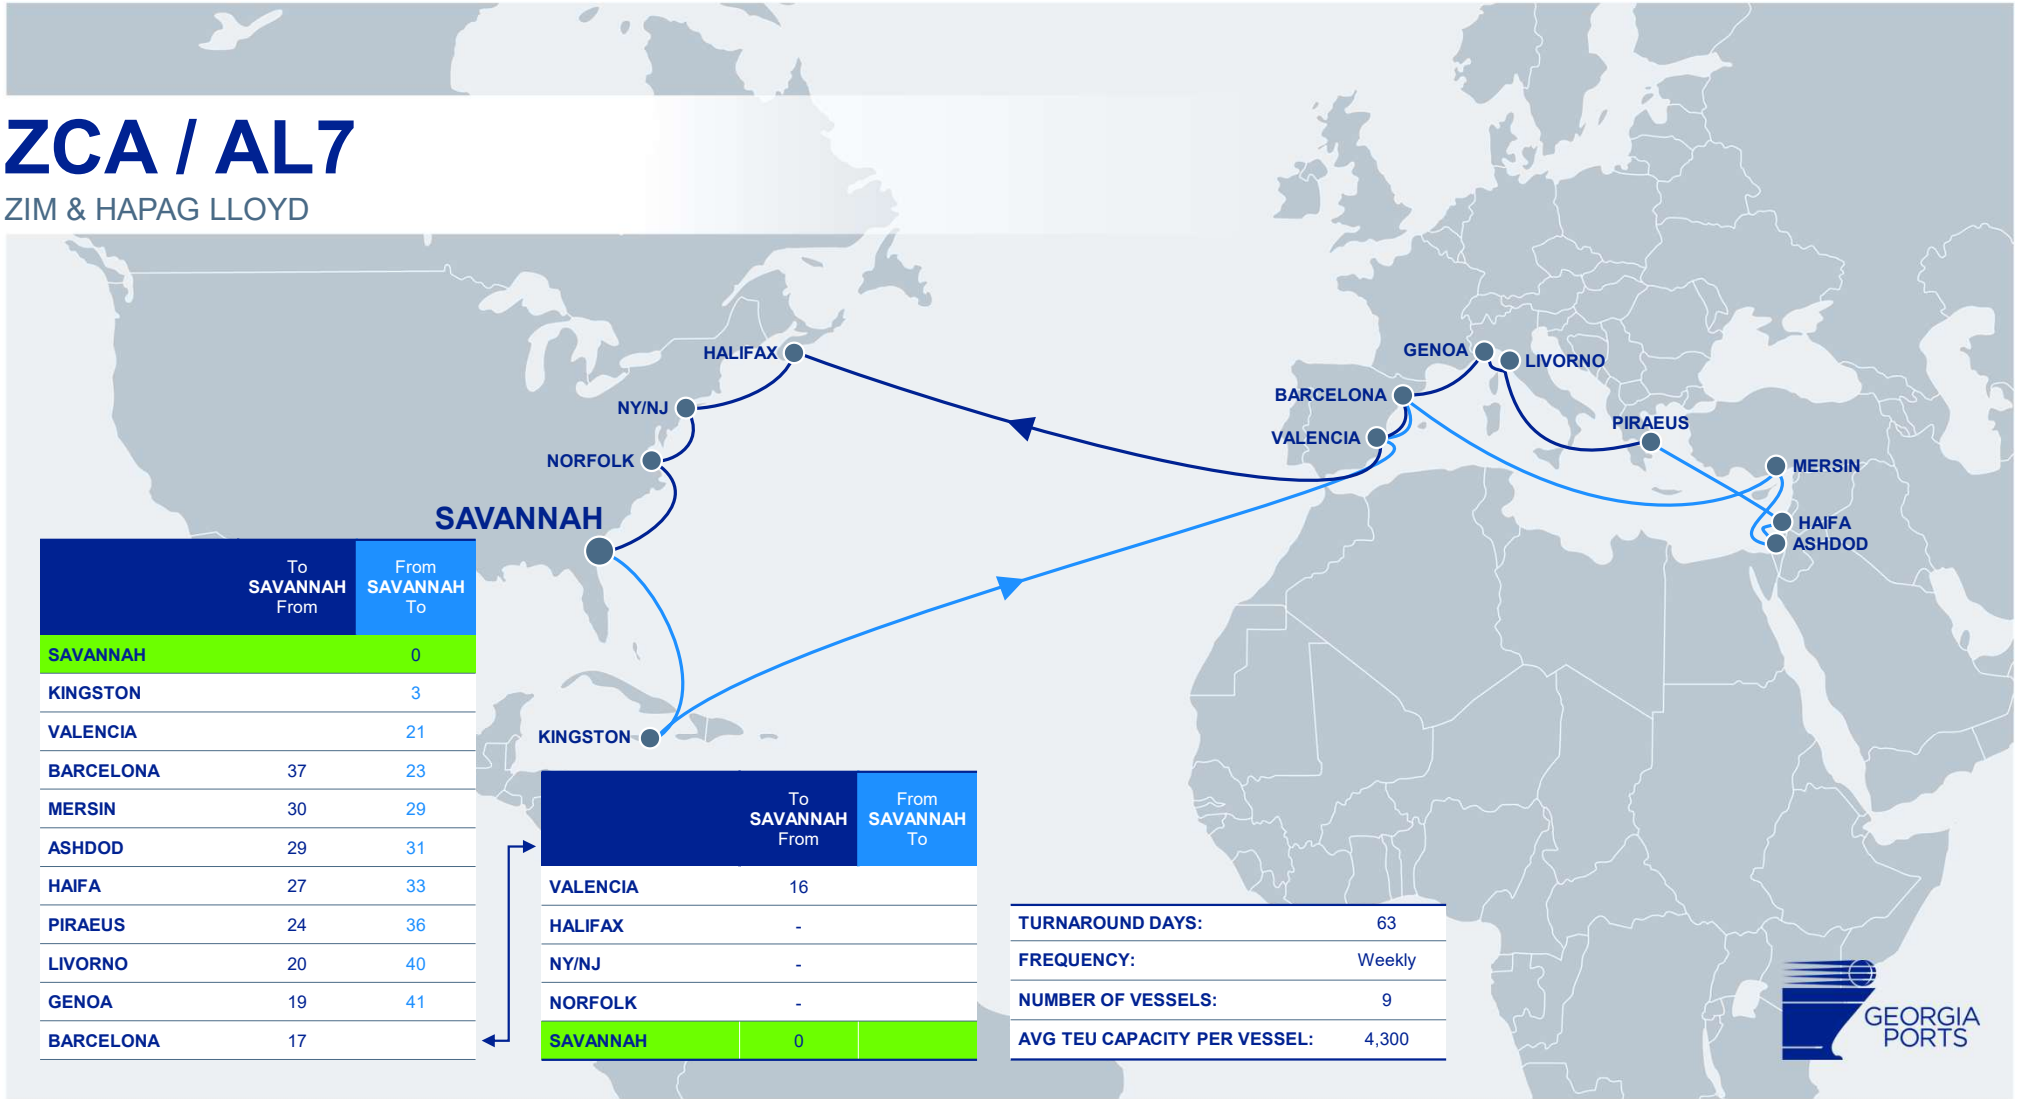 ZCA / AL7
ZIM & HAPAG LLOYD
HALIFAX
NY/NJ
NORFOLK
SAVANNAH
KINGSTON
GENOA
LIVORNO
BARCELONA
VALENCIA
PIRAEUS
MERSIN
HAIFA
ASHDOD
To SAVANNAH From
From SAVANNAH To
SAVANNAH 0
KINGSTON 3
VALENCIA 21
BARCELONA 37 23
MERSIN 30 29
ASHDOD 29 31
HAIFA 27 33
PIRAEUS 24 36
LIVORNO 20 40
GENOA 19 41
BARCELONA 17
To SAVANNAH From
From SAVANNAH To
VALENCIA 16
HALIFAX -
NY/NJ -
NORFOLK -
SAVANNAH 0
TURNAROUND DAYS: 63
FREQUENCY: Weekly
NUMBER OF VESSELS: 9
AVG TEU CAPACITY PER VESSEL: 4,300
GEORGIA
PORTS